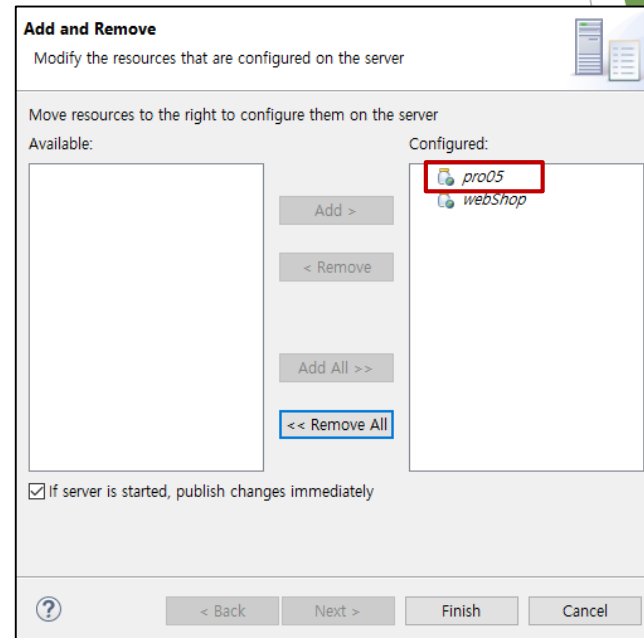 Add and Remove
Modify the resources that are configured on the server
Move resources to the right to configure them on the server
Available:
Configured:
pro05
webShop
Add >
< Remove
Add All >>
<< Remove All
If server is started, publish changes immediately
?
< Back
Next >
Finish
Cancel